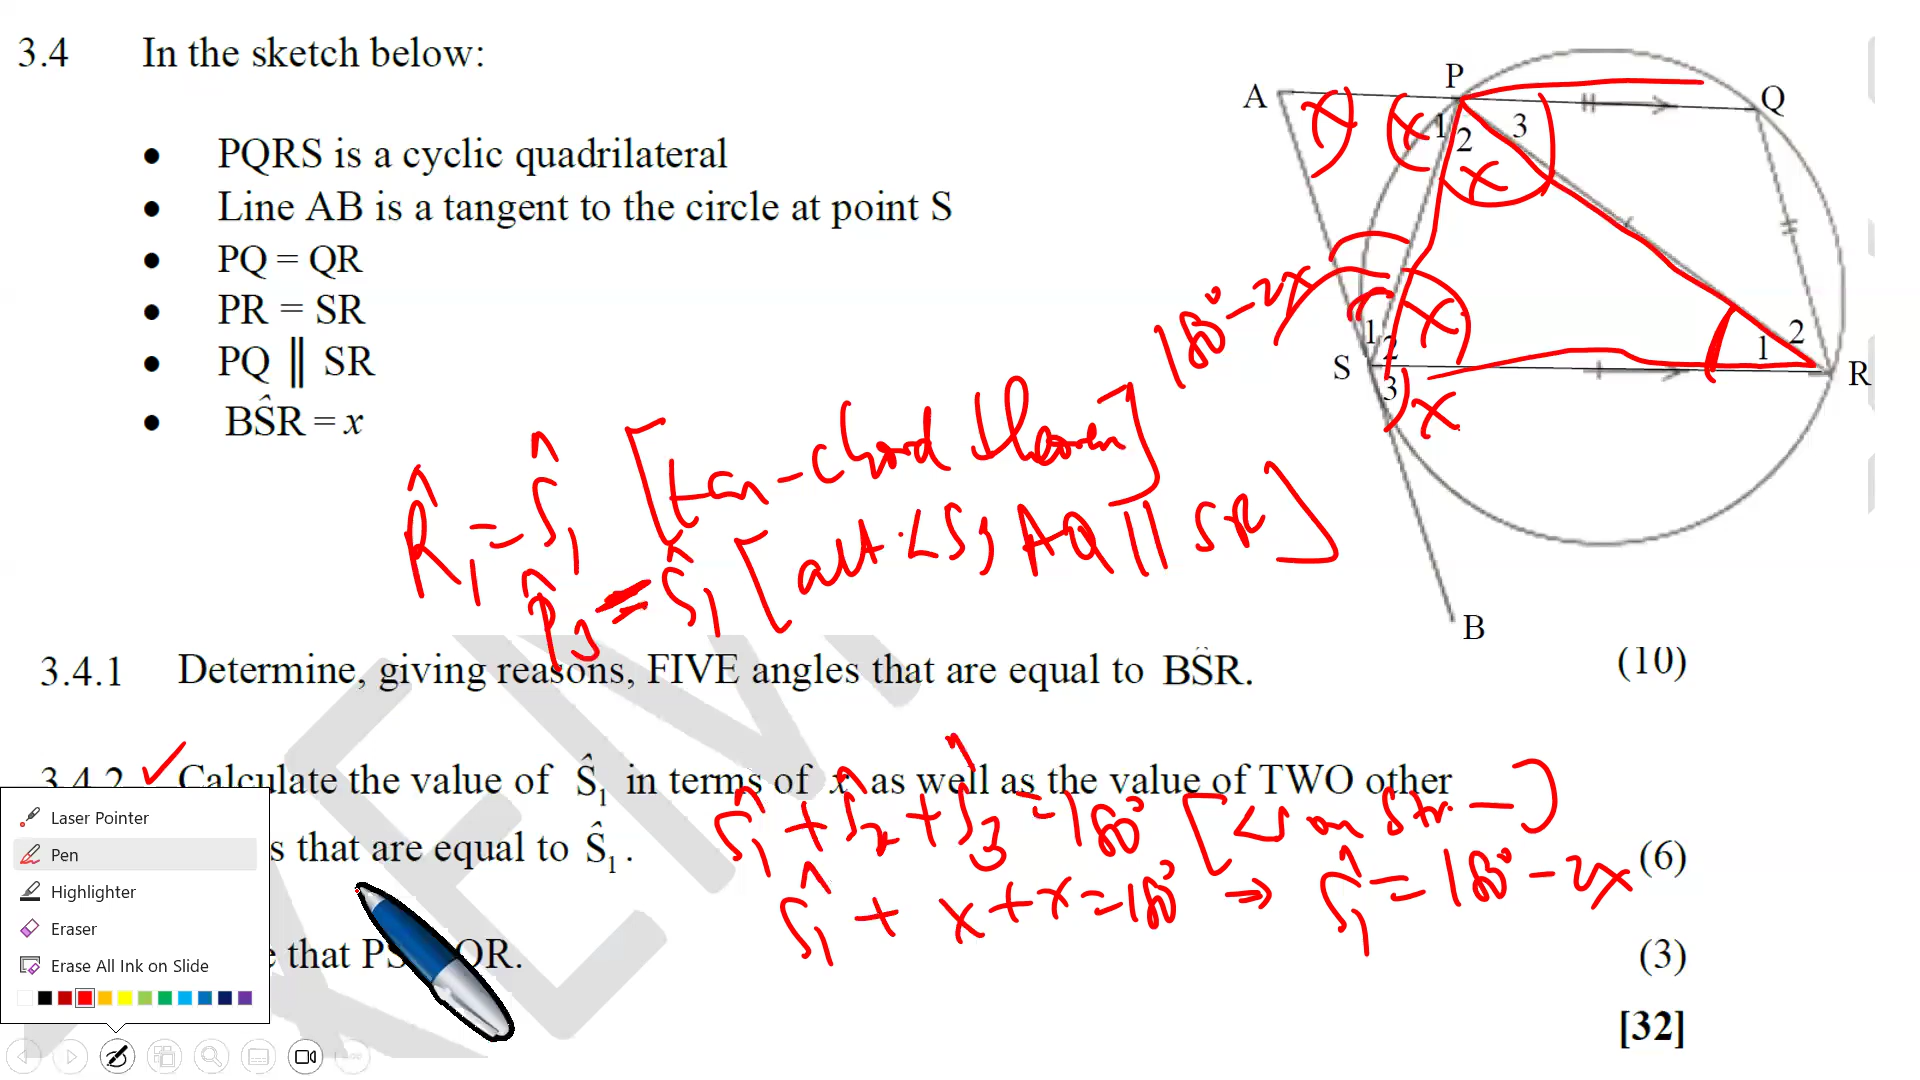 3.4 In the sketch below:
• PQRS is a cyclic quadrilateral
• Line AB is a tangent to the circle at point S
• PQ = QR
• PR = SR
• PQ ∥ SR
• BŜR = x
A P Q
1 2 3
x x x
180° - 2x
1 2 x
S 3 x
1 2 R
B
R̂₁ = Ŝ₁ [tan-chord theorem]
P̂₃ = Ŝ₁ [alt. ∠s; AQ || SR]
3.4.1 Determine, giving reasons, FIVE angles that are equal to BŜR. (10)
3.4.2 ✓ Calculate the value of Ŝ₁ in terms of x as well as the value of TWO other
s that are equal to Ŝ₁. (6)
Ŝ₁ + Ŝ₂ + Ŝ₃ = 180° [∠s on str. —]
Ŝ₁ + x + x = 180° ⇒ Ŝ₁ = 180° - 2x
e that PS QR. (3)
[32]
Laser Pointer
Pen
Highlighter
Eraser
Erase All Ink on Slide